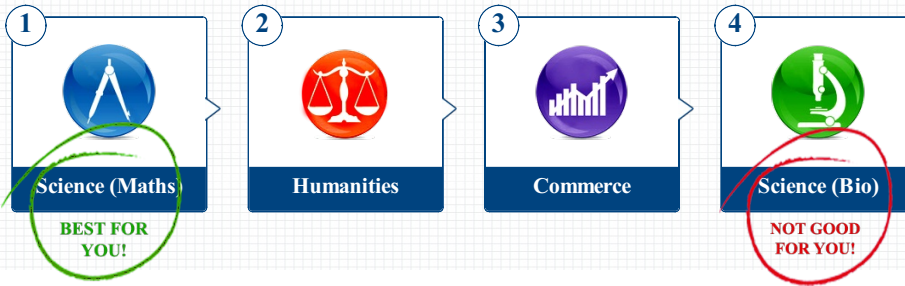 1
2
3
4
Science (Maths)
Humanities
Commerce
Science (Bio)
BEST FOR
YOU!
NOT GOOD
FOR YOU!